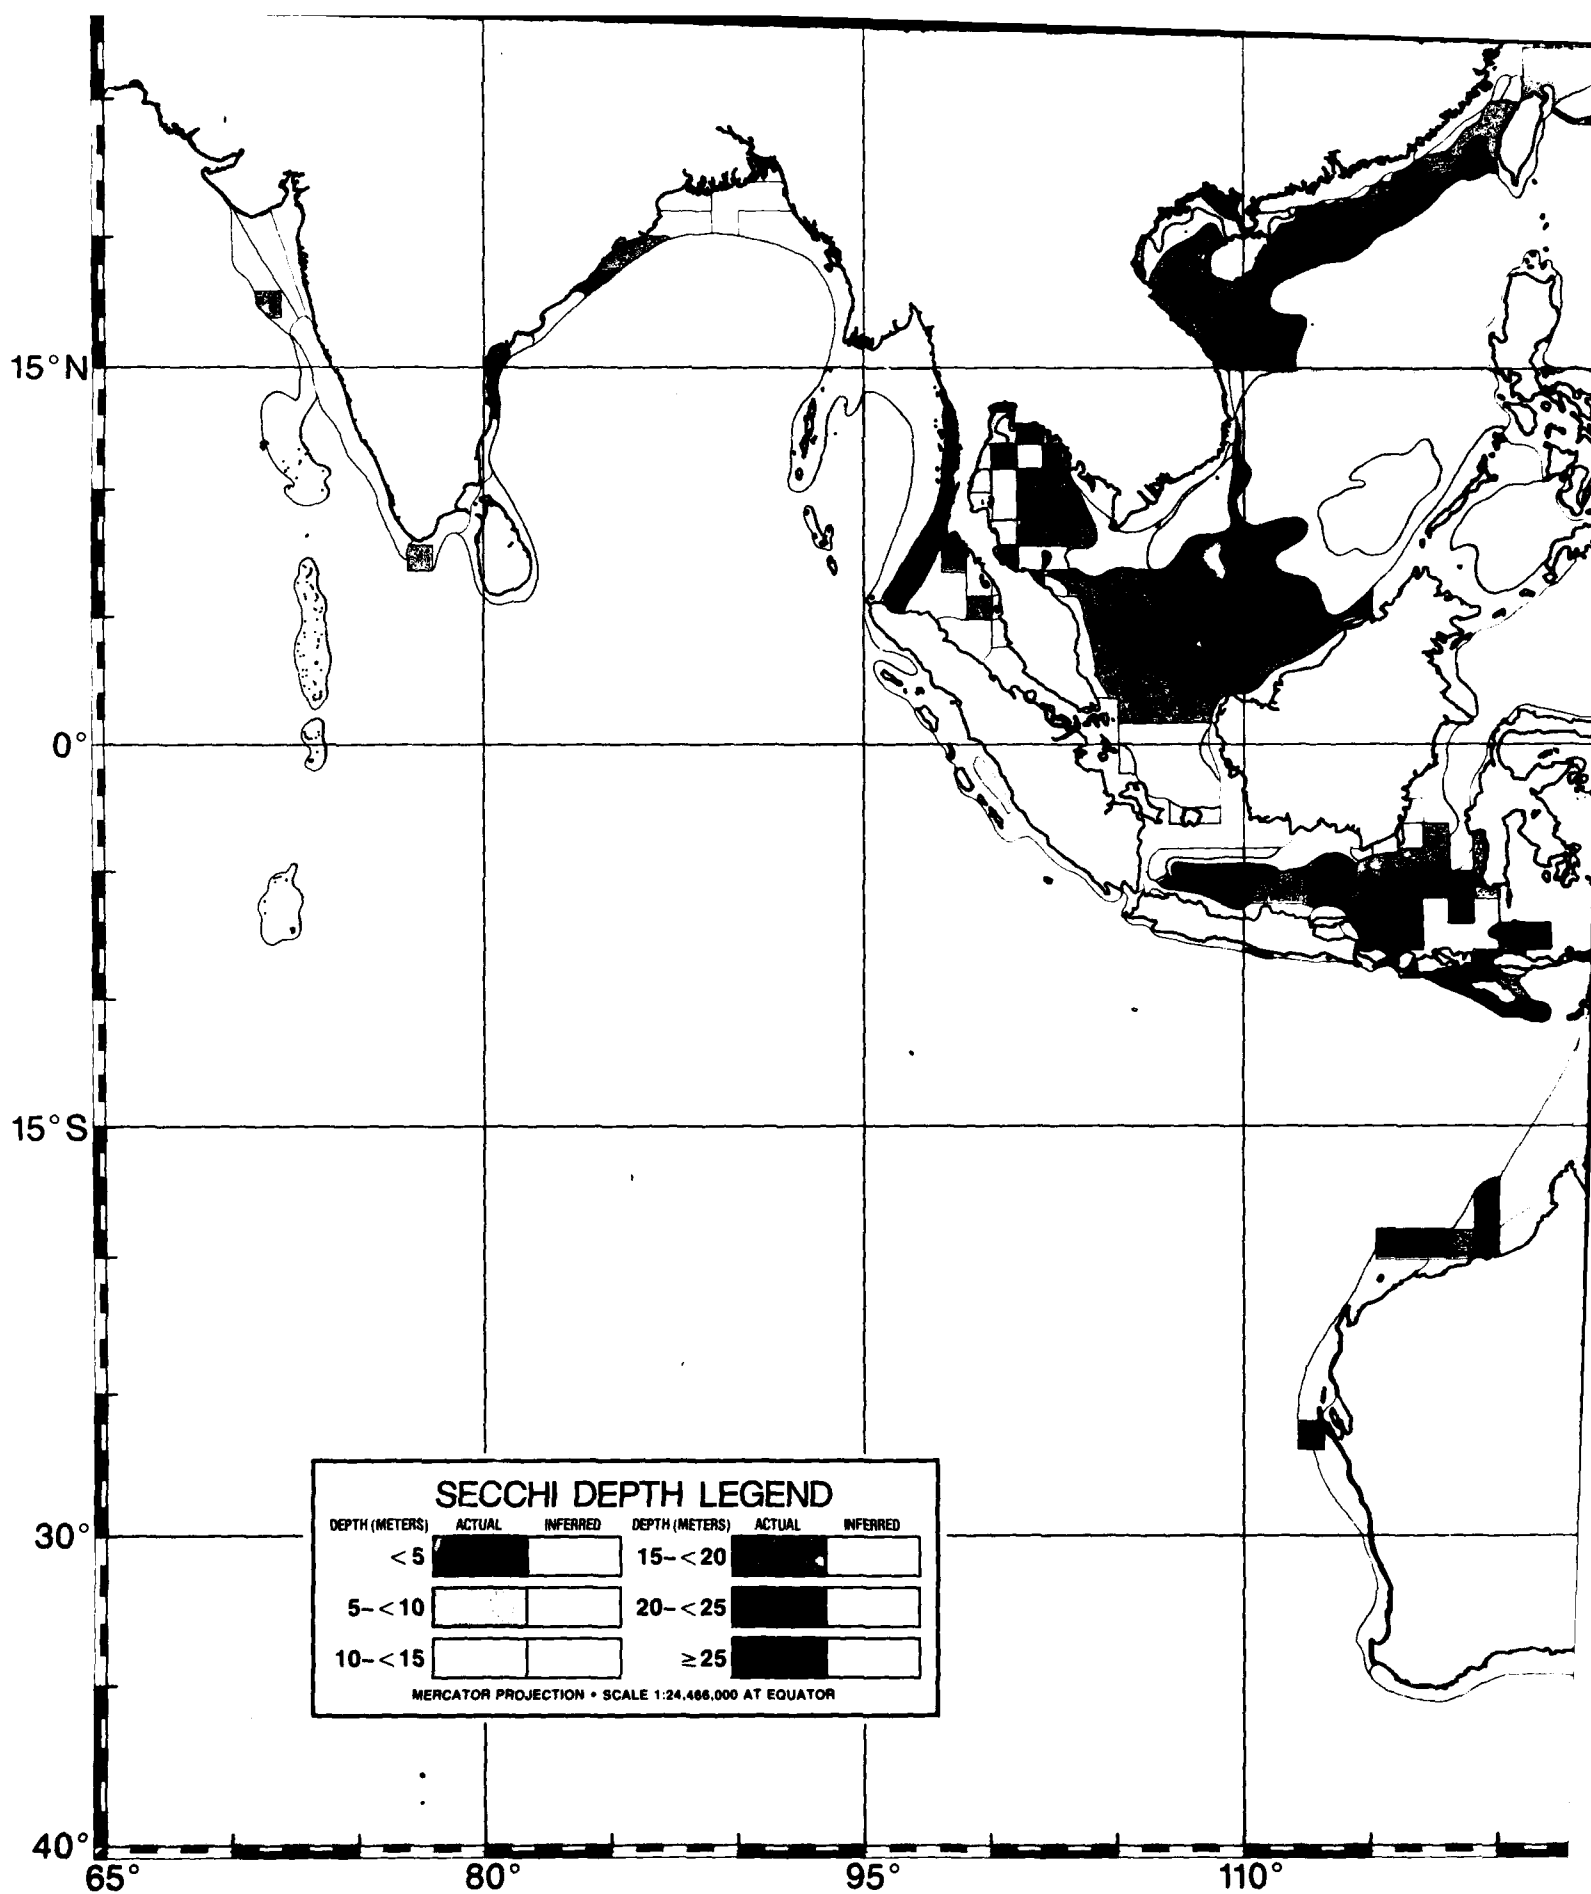 15°N
0°
15°S
30°
40°
65°
80°
95°
110°
SECCHI DEPTH LEGEND
DEPTH (METERS) ACTUAL INFERRED DEPTH (METERS) ACTUAL INFERRED
<5 15-<20
5-<10 20-<25
10-<15 ≥25
MERCATOR PROJECTION • SCALE 1:24,466,000 AT EQUATOR